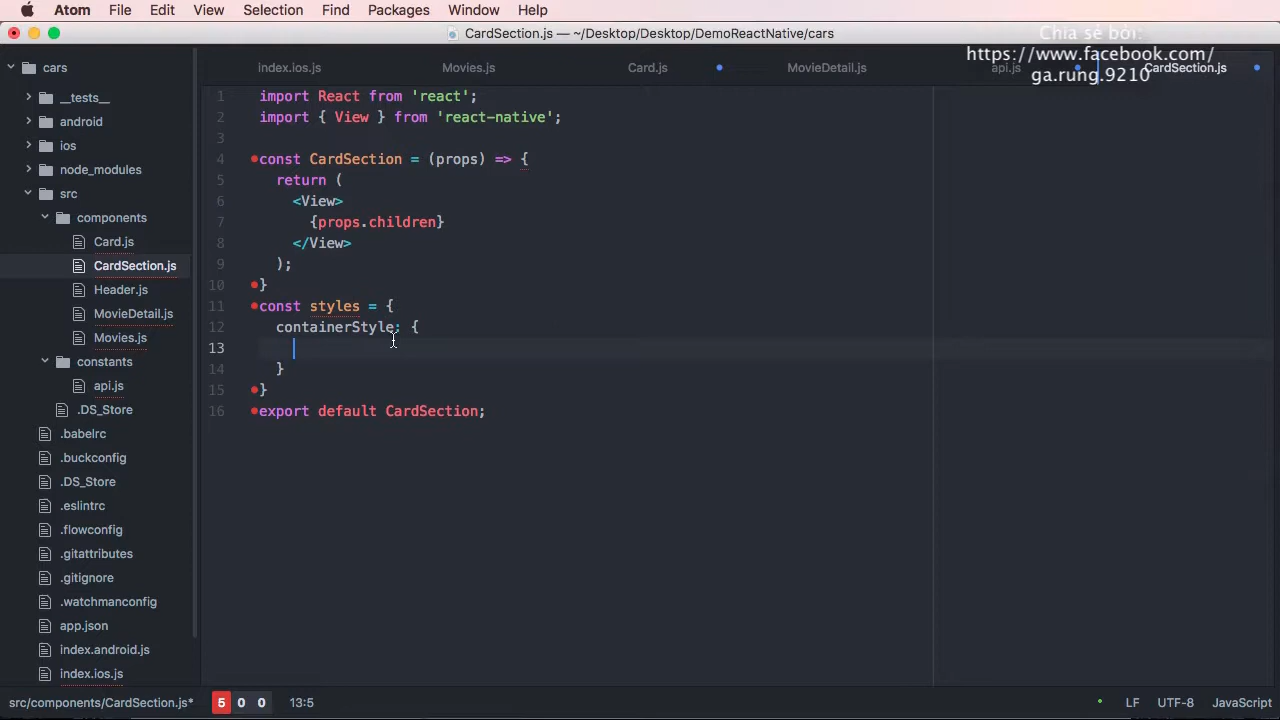 Atom File Edit View Selection Find Packages Window Help
CardSection.js — ~/Desktop/Desktop/DemoReactNative/cars
Chia sẻ bởi:
https://www.facebook.com/
ga.rung.9210
cars
index.ios.js Movies.js Card.js MovieDetail.js api.js CardSection.js
__tests__
android
ios
node_modules
src
components
Card.js
CardSection.js
Header.js
MovieDetail.js
Movies.js
constants
api.js
.DS_Store
.babelrc
.buckconfig
.DS_Store
.eslintrc
.flowconfig
.gitattributes
.gitignore
.watchmanconfig
app.json
index.android.js
index.ios.js
1 import React from 'react';
2 import { View } from 'react-native';
3
4 const CardSection = (props) => {
5 return (
6 <View>
7 {props.children}
8 </View>
9 );
10 }
11 const styles = {
12 containerStyle: {
13
14 }
15 }
16 export default CardSection;
src/components/CardSection.js* 5 0 0 13:5 LF UTF-8 JavaScript